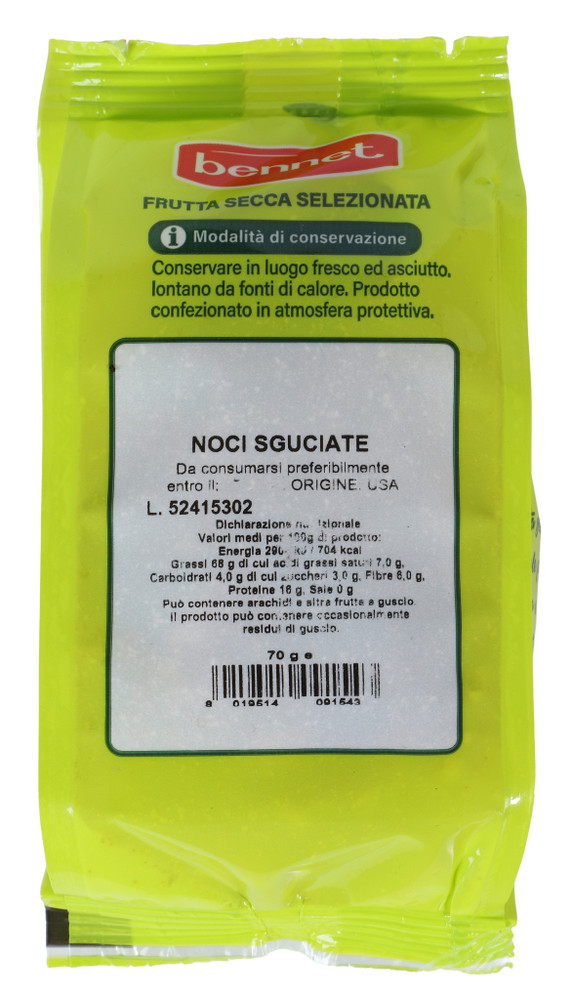 bennet
FRUTTA SECCA SELEZIONATA
i Modalità di conservazione
Conservare in luogo fresco ed asciutto,
lontano da fonti di calore. Prodotto
confezionato in atmosfera protettiva.
NOCI SGUCIATE
Da consumarsi preferibilmente
entro il: ORIGINE: USA
L. 52415302
Dichiarazione
Valori medi per 100g di prodotto:
Energia / 704 kcal
Grassi 68 g di cui acidi grassi saturi 7,0 g,
Carboidrati 4,0 g di cui zuccheri 3,0 g, Fibre 6,0 g,
Proteine 16 g, Sale 0 g
Può contenere arachidi e altra frutta a guscio.
Il prodotto può contenere occasionalmente
residui di guscio.
70 g e
8 019514 091543